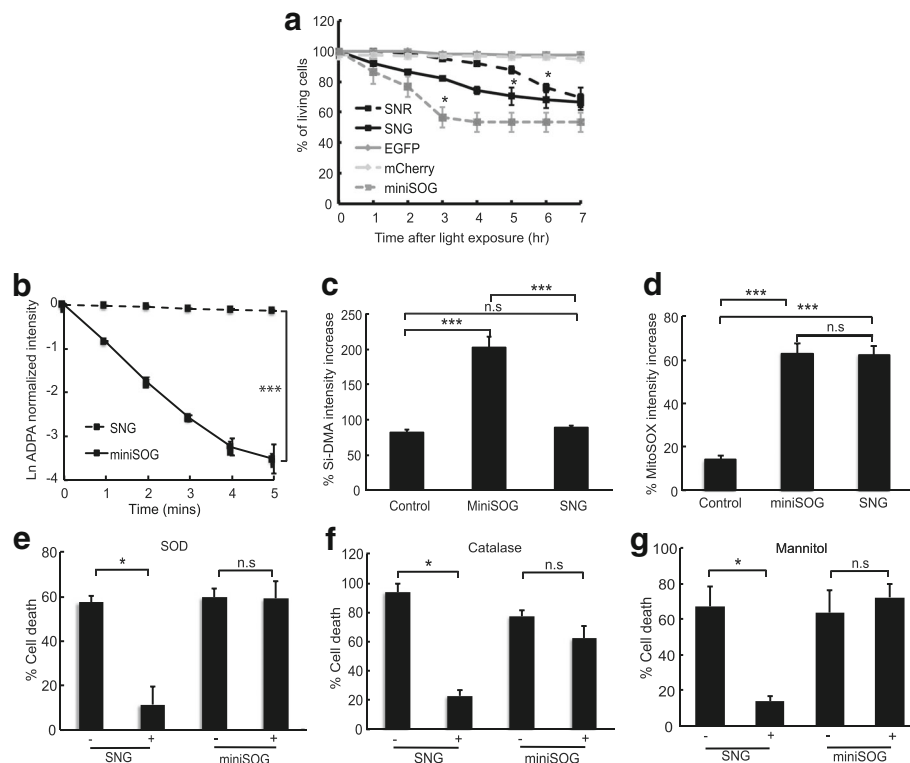 a
120
100
80
60
40
20
0
% of living cells
*
*
*
SNR
SNG
EGFP
mCherry
miniSOG
0 1 2 3 4 5 6 7
Time after light exposure (hr)
b
0
-1
-2
-3
-4
Ln ADPA normalized intensity
***
SNG
miniSOG
0 1 2 3 4 5
Time (mins)
c
250
200
150
100
50
0
% Si-DMA intensity increase
***
n.s
***
Control MiniSOG SNG
d
80
60
40
20
0
% MitoSOX intensity increase
***
***
n.s
Control miniSOG SNG
e
SOD
80
60
40
20
0
% Cell death
*
n.s
- + - +
SNG miniSOG
f
Catalase
120
100
80
60
40
20
0
% Cell death
*
n.s
- + - +
SNG miniSOG
g
Mannitol
100
80
60
40
20
0
% Cell death
*
n.s
- + - +
SNG miniSOG